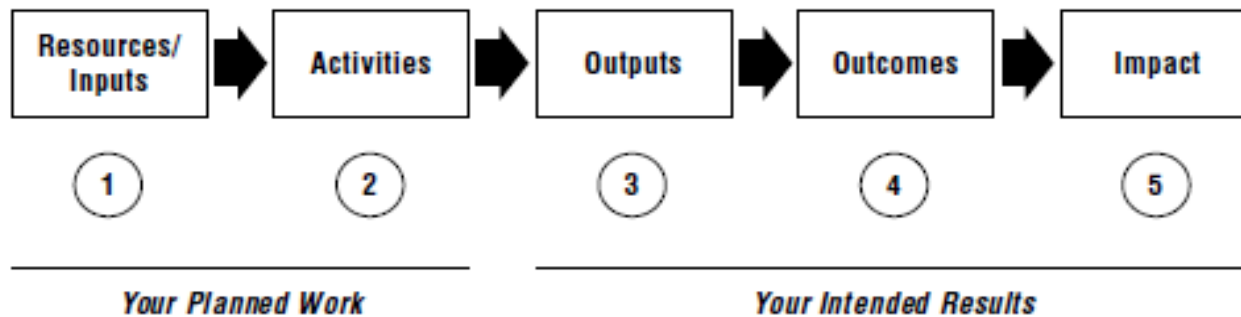 Resources/
Inputs
Activities
Outputs
Outcomes
Impact
1
2
3
4
5
Your Planned Work
Your Intended Results